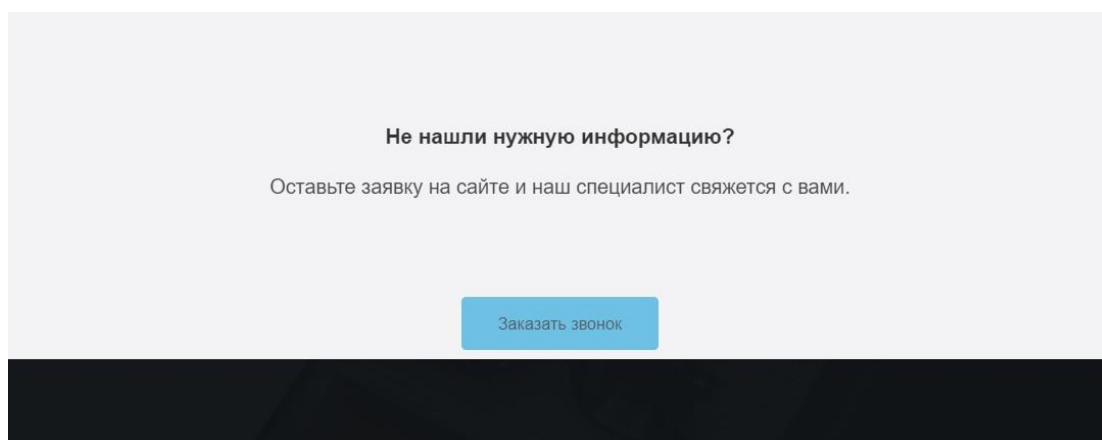 Не нашли нужную информацию?
Оставьте заявку на сайте и наш специалист свяжется с вами.
Заказать звонок